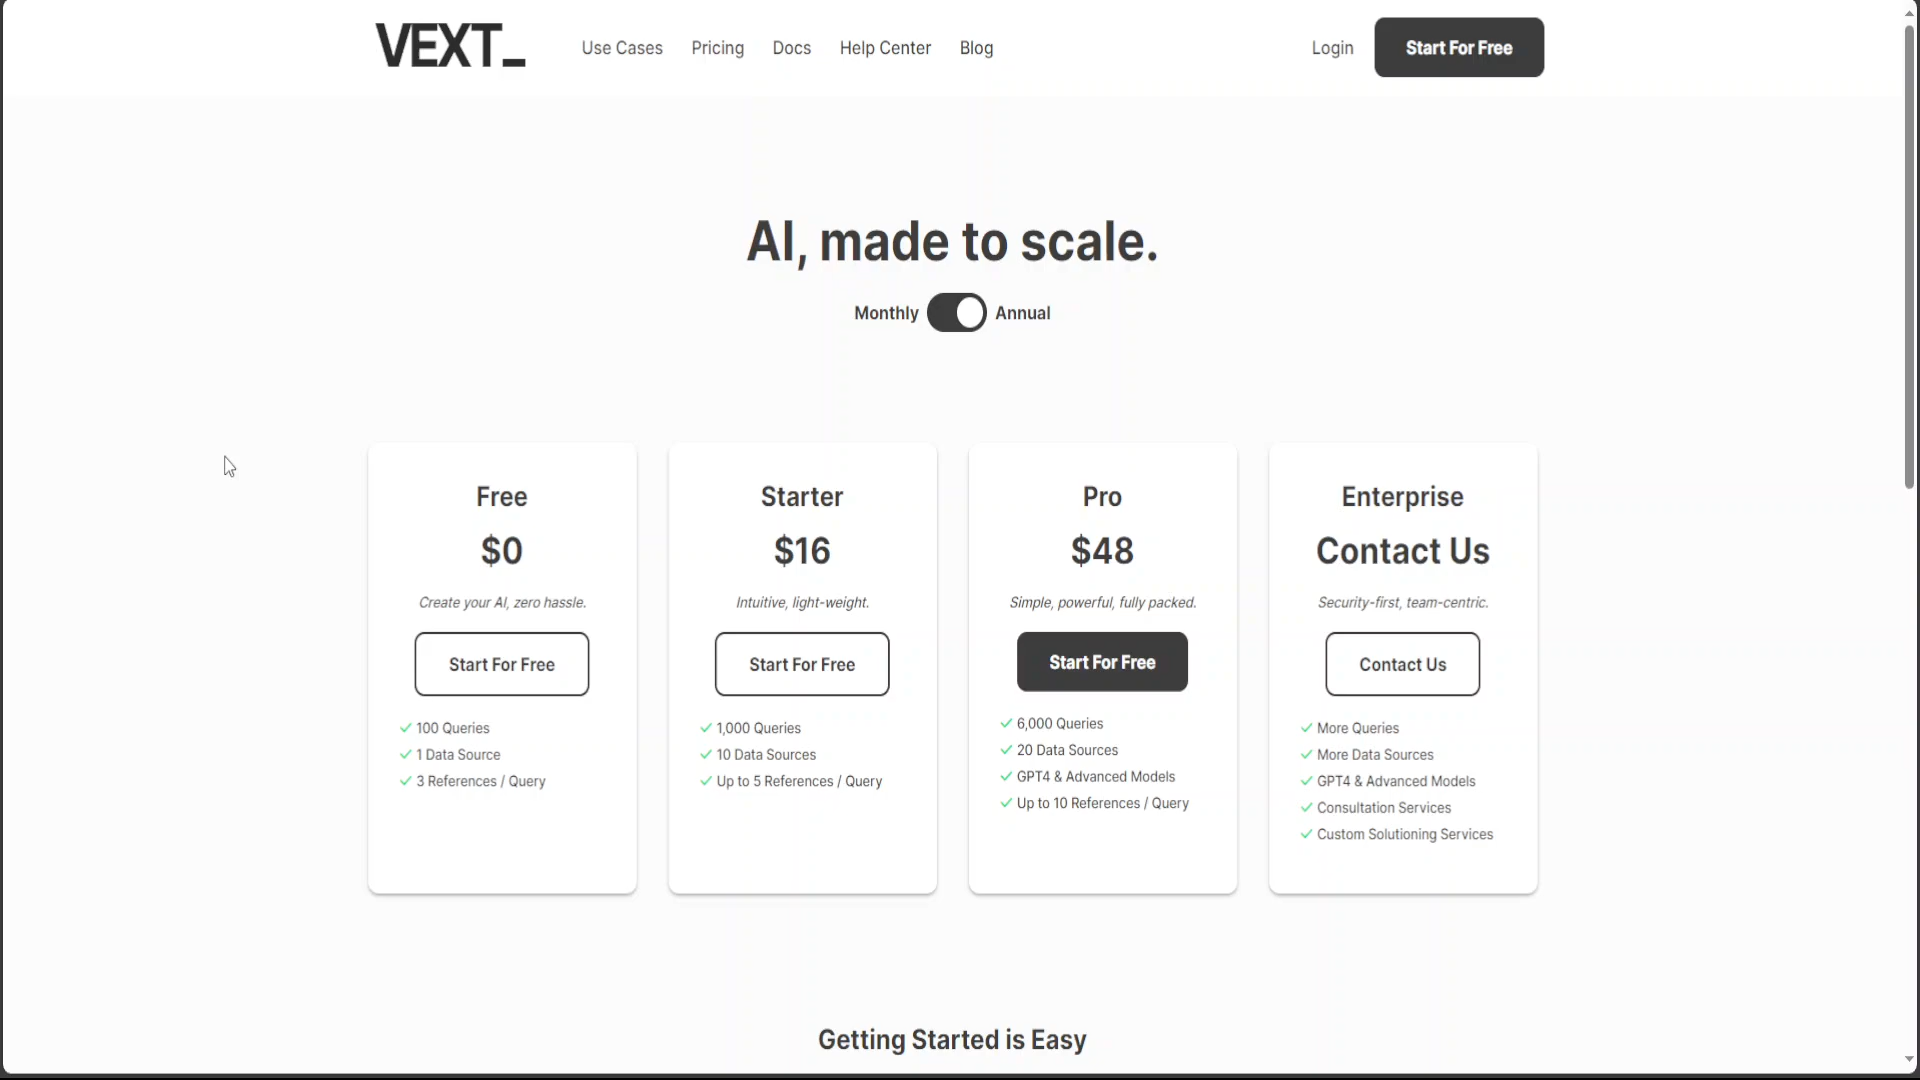 VEXT_
Use Cases Pricing Docs Help Center Blog Login Start For Free
AI, made to scale.
Monthly Annual
Free
$0
Create your AI, zero hassle.
Start For Free
100 Queries
1 Data Source
3 References / Query
Starter
$16
Intuitive, light-weight.
Start For Free
1,000 Queries
10 Data Sources
Up to 5 References / Query
Pro
$48
Simple, powerful, fully packed.
Start For Free
6,000 Queries
20 Data Sources
GPT4 & Advanced Models
Up to 10 References / Query
Enterprise
Contact Us
Security-first, team-centric.
Contact Us
More Queries
More Data Sources
GPT4 & Advanced Models
Consultation Services
Custom Solutioning Services
Getting Started is Easy